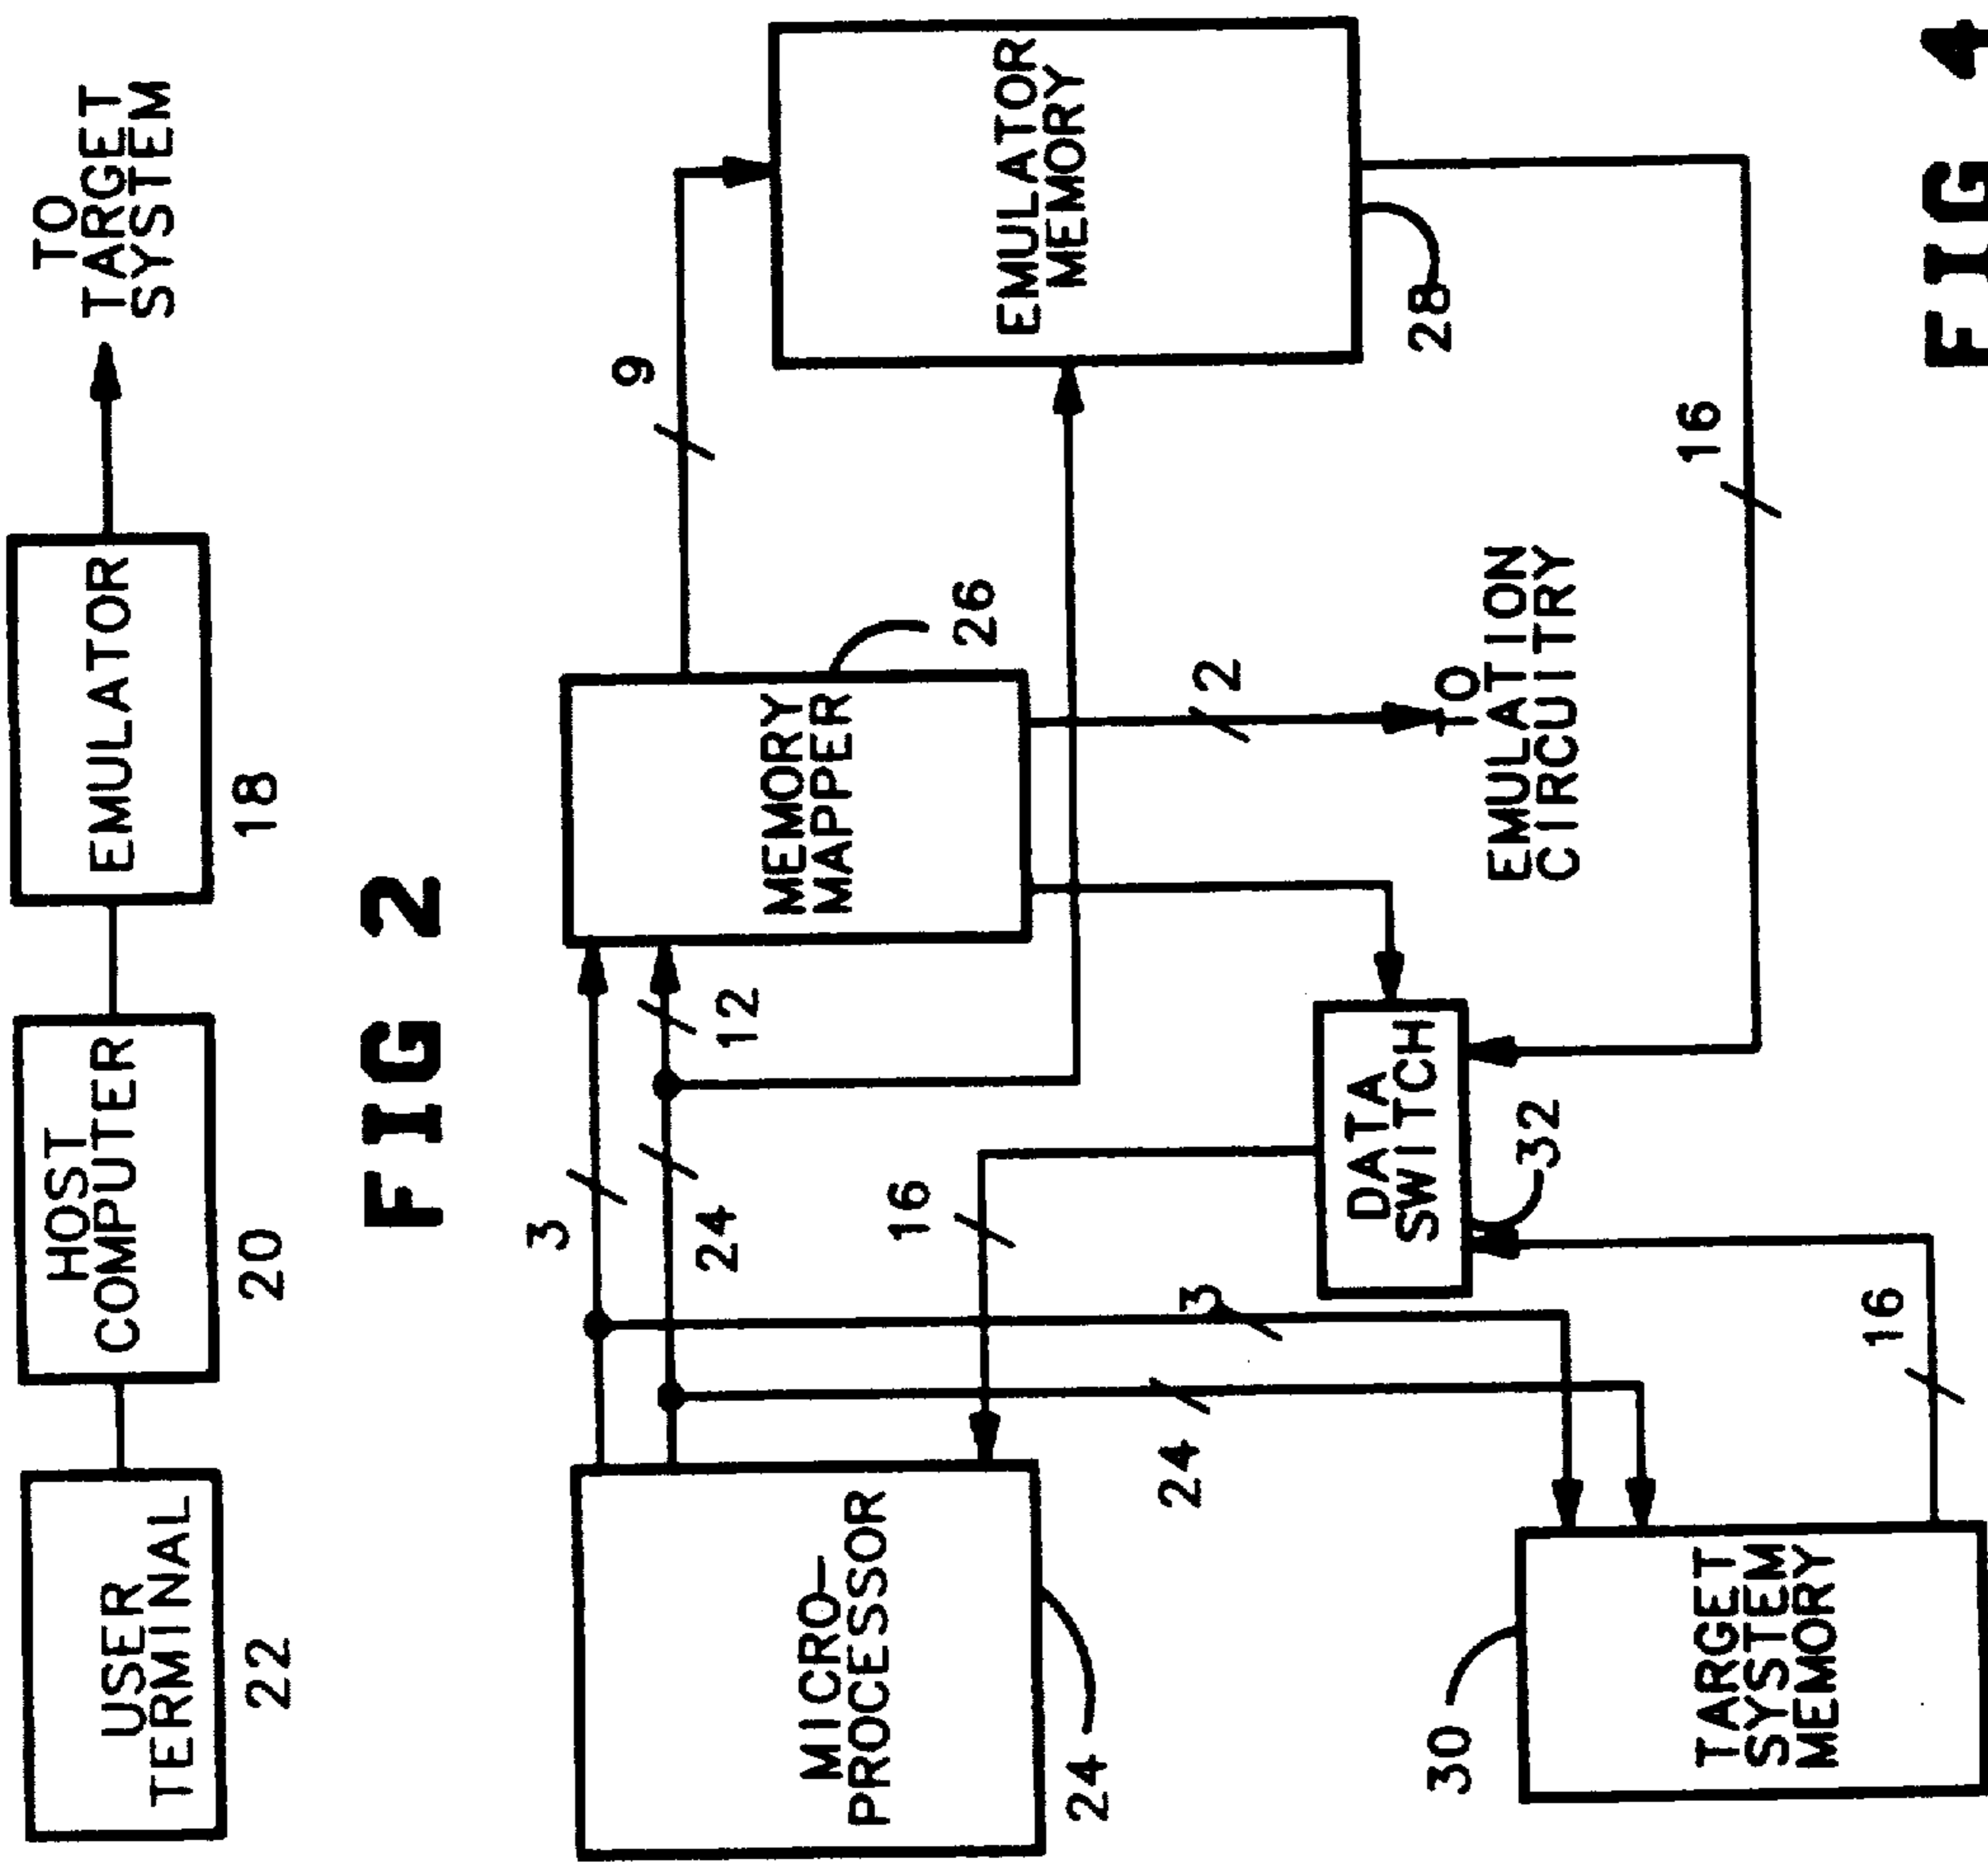 USER
TERMINAL
22
HOST
COMPUTER
20
EMULATOR
18
TO
TARGET
SYSTEM
FIG 2
MICRO-
PROCESSOR
24
3
24
12
16
3
24
MEMORY
MAPPER
26
9
EMULATOR
MEMORY
28
2
TO
EMULATION
CIRCUITRY
DATA
SWITCH
32
16
30
TARGET
SYSTEM
MEMORY
16
FIG 4